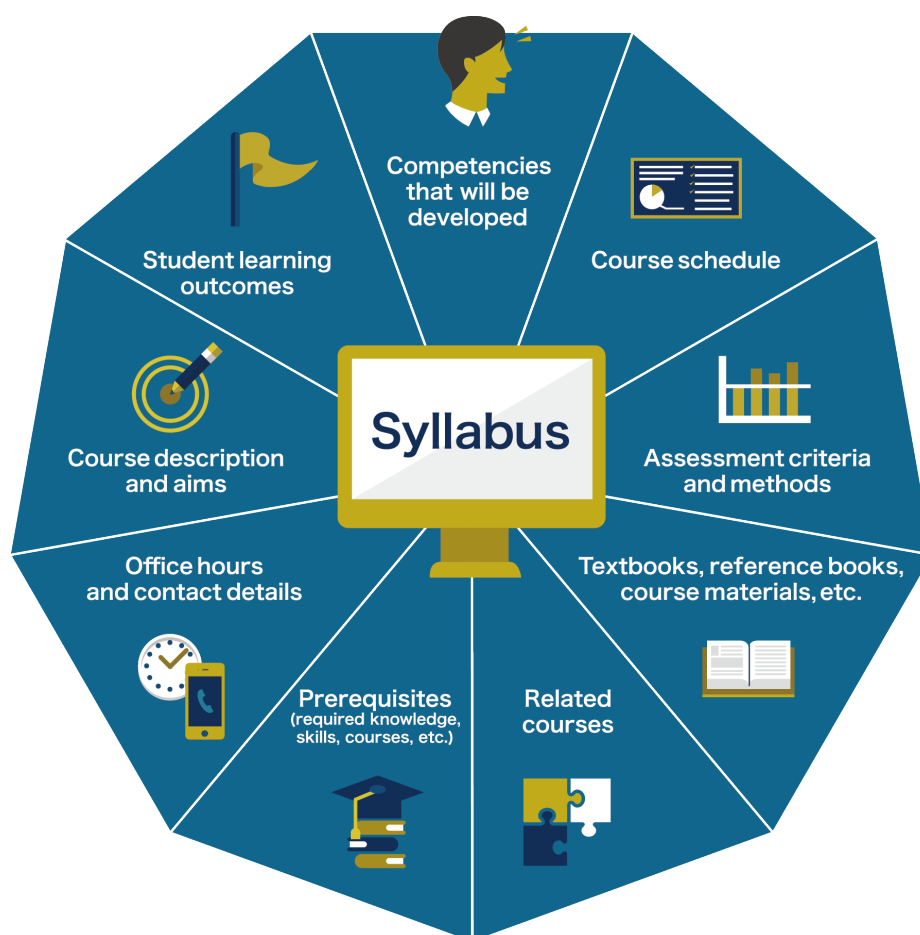 Competencies
that will be
developed
Course schedule
Assessment criteria
and methods
Textbooks, reference books,
course materials, etc.
Related
courses
Prerequisites
(required knowledge,
skills, courses, etc.)
Office hours
and contact details
Course description
and aims
Student learning
outcomes
Syllabus